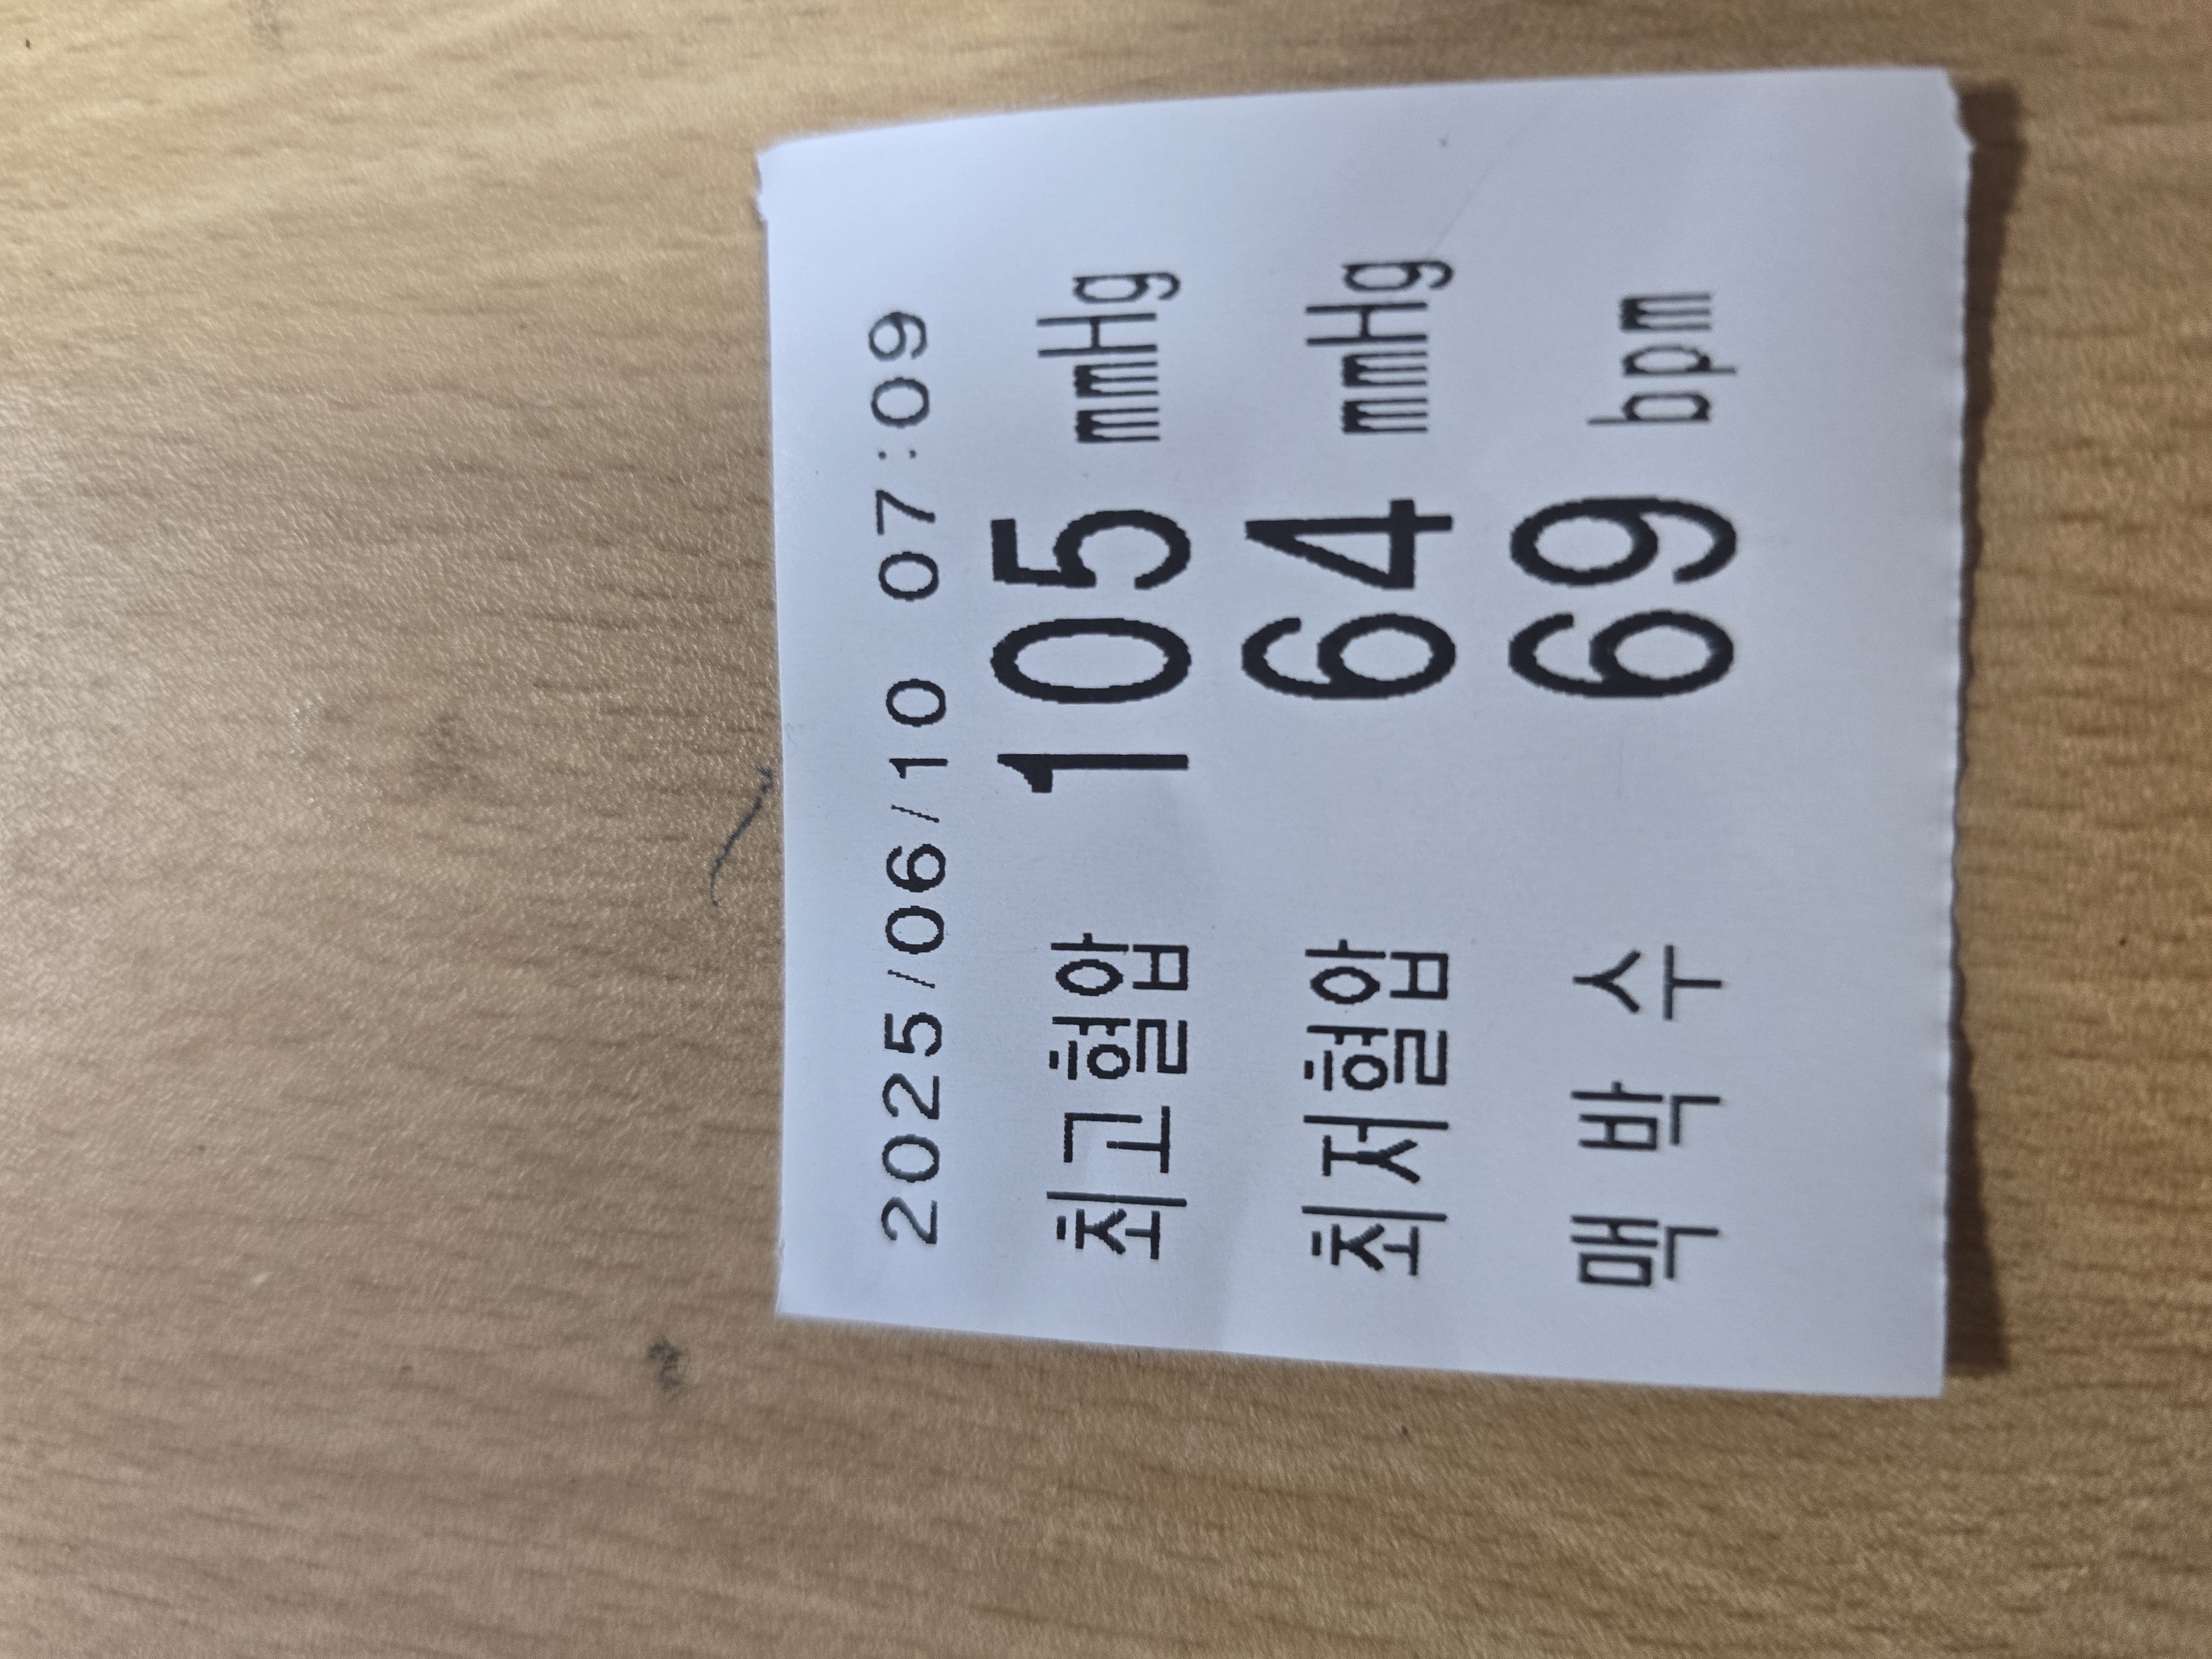 2025/06/10 07:09
최고혈압 105 mmHg
최저혈압 64 mmHg
맥 박 수 69 bpm